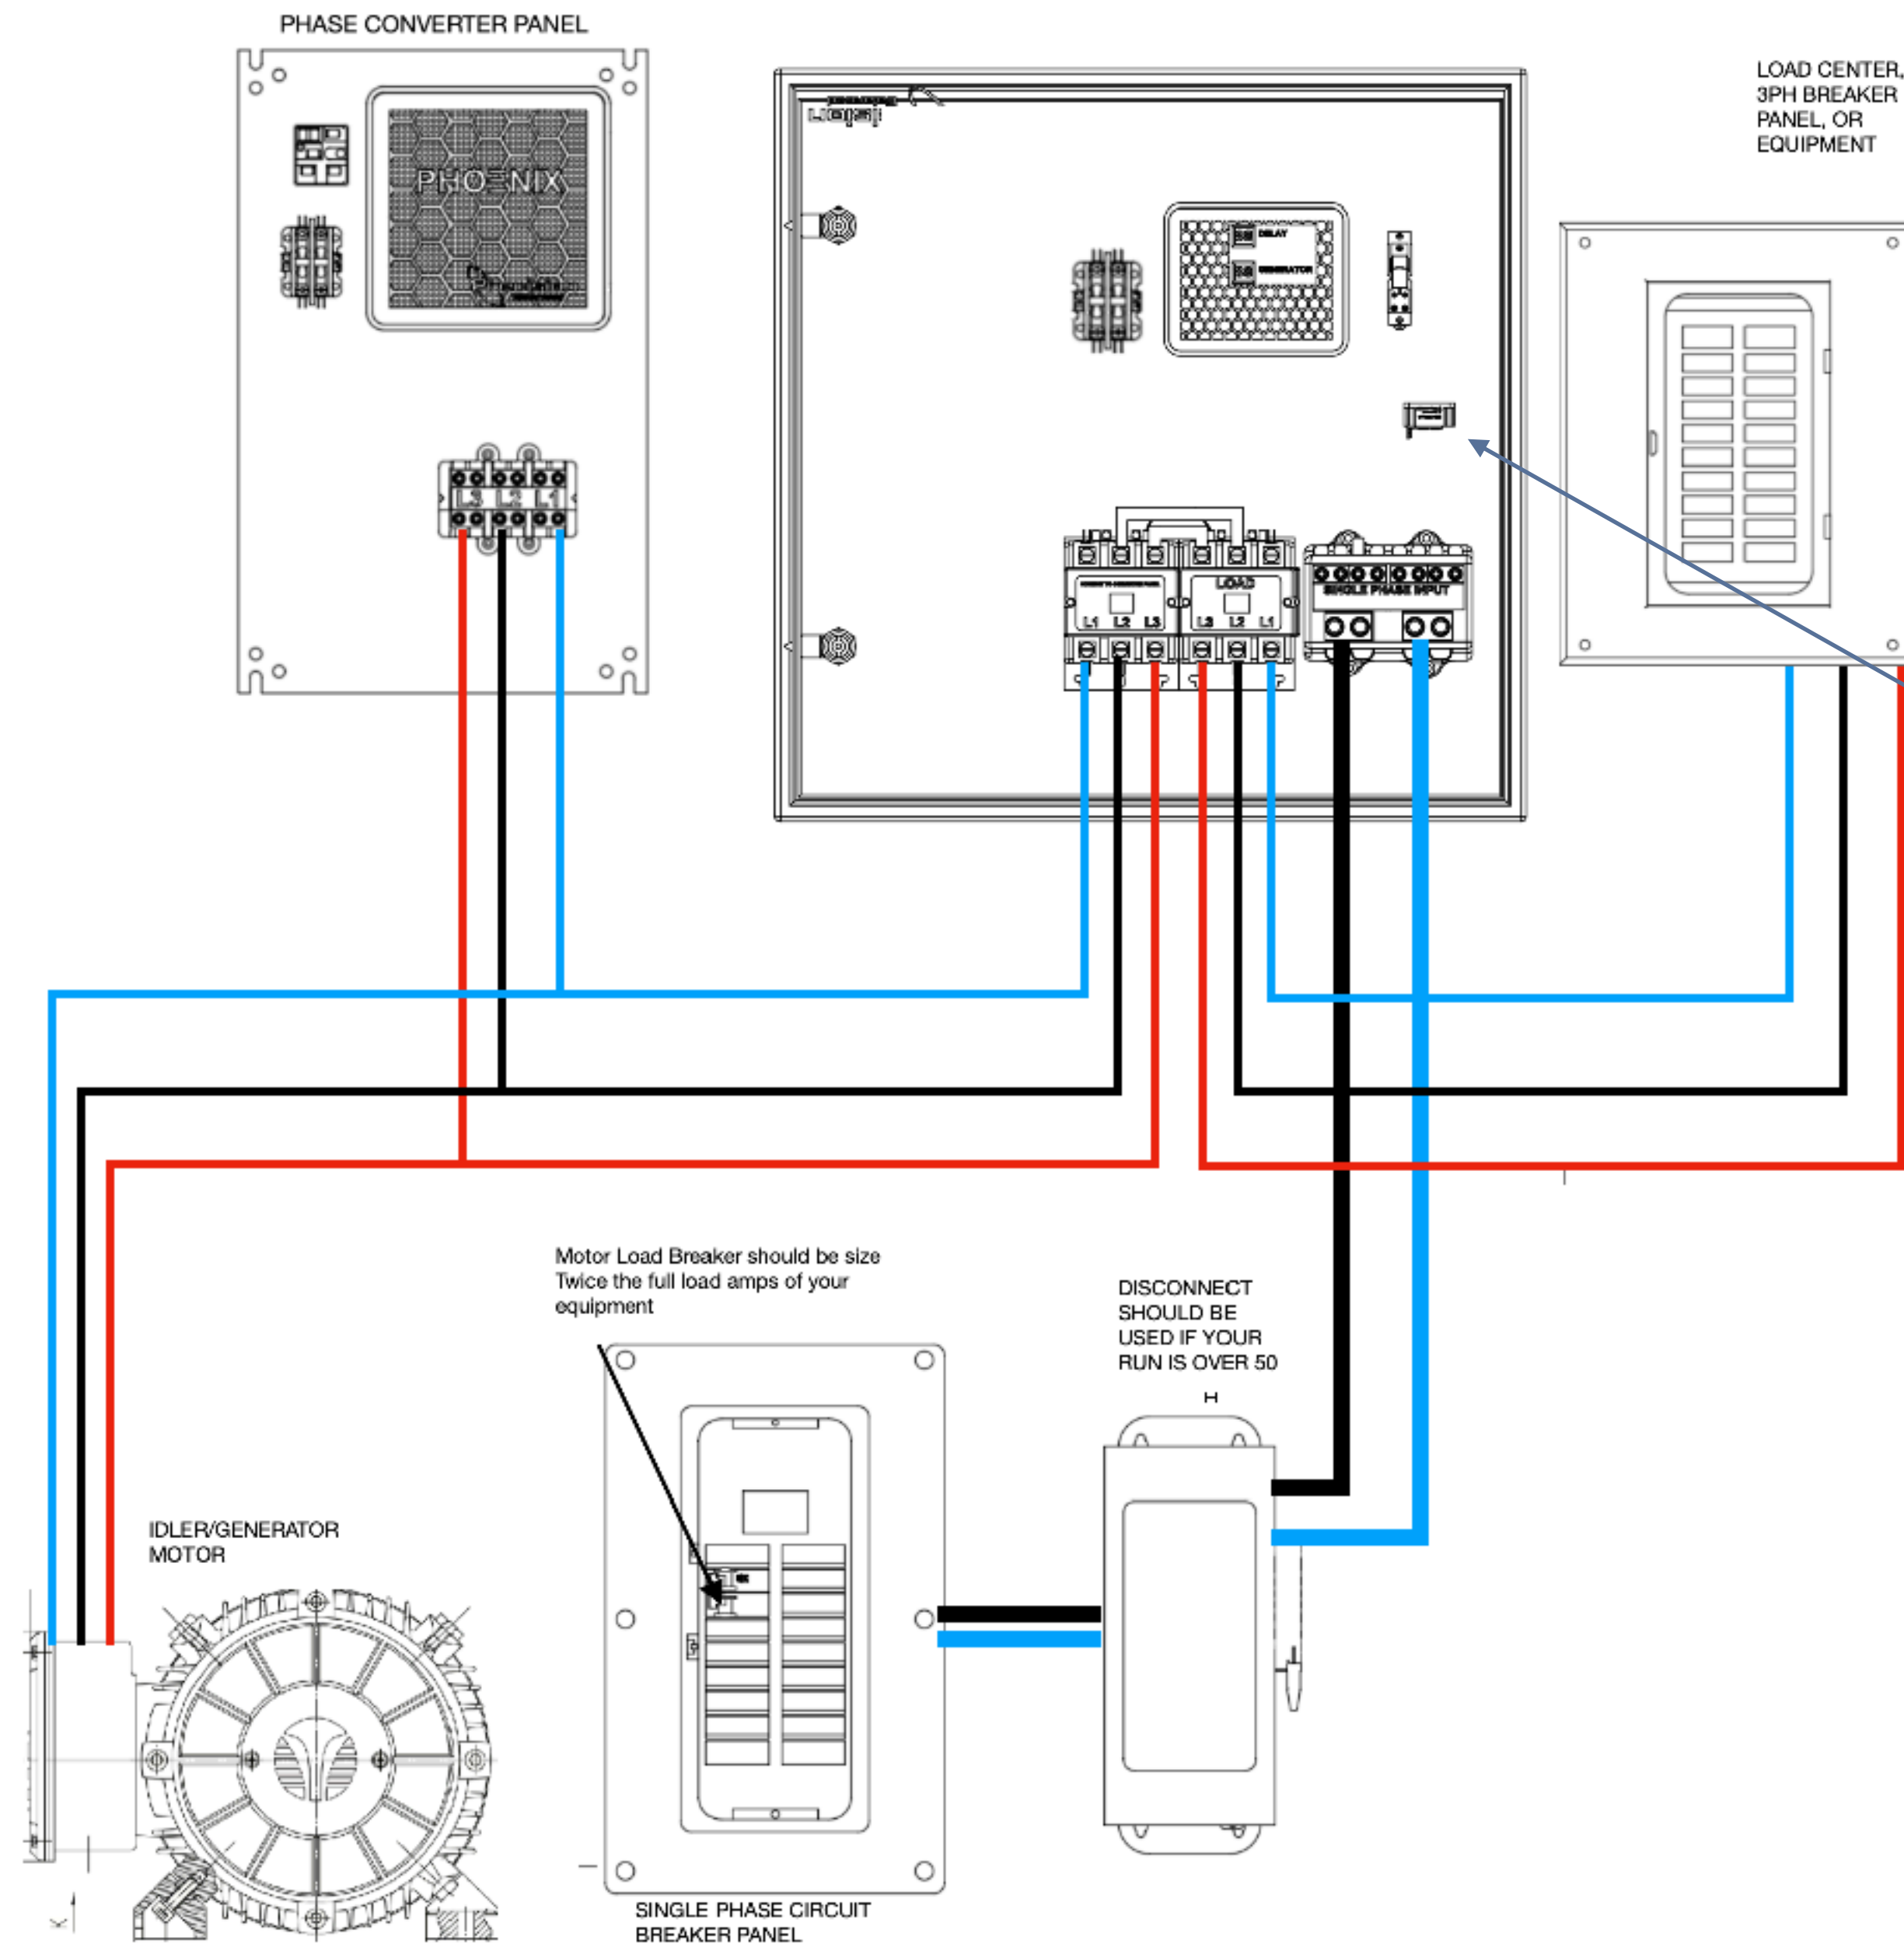 PHASE CONVERTER PANEL
LOAD CENTER,
3PH BREAKER
PANEL, OR
EQUIPMENT
PHOENIX
DELAY
GENERATOR
L3 L2 L1
LOAD
SINGLE PHASE INPUT
L1 L2 L3
L3 L2 L1
Motor Load Breaker should be size
Twice the full load amps of your
equipment
DISCONNECT
SHOULD BE
USED IF YOUR
RUN IS OVER 50
H
IDLER/GENERATOR
MOTOR
K
SINGLE PHASE CIRCUIT
BREAKER PANEL